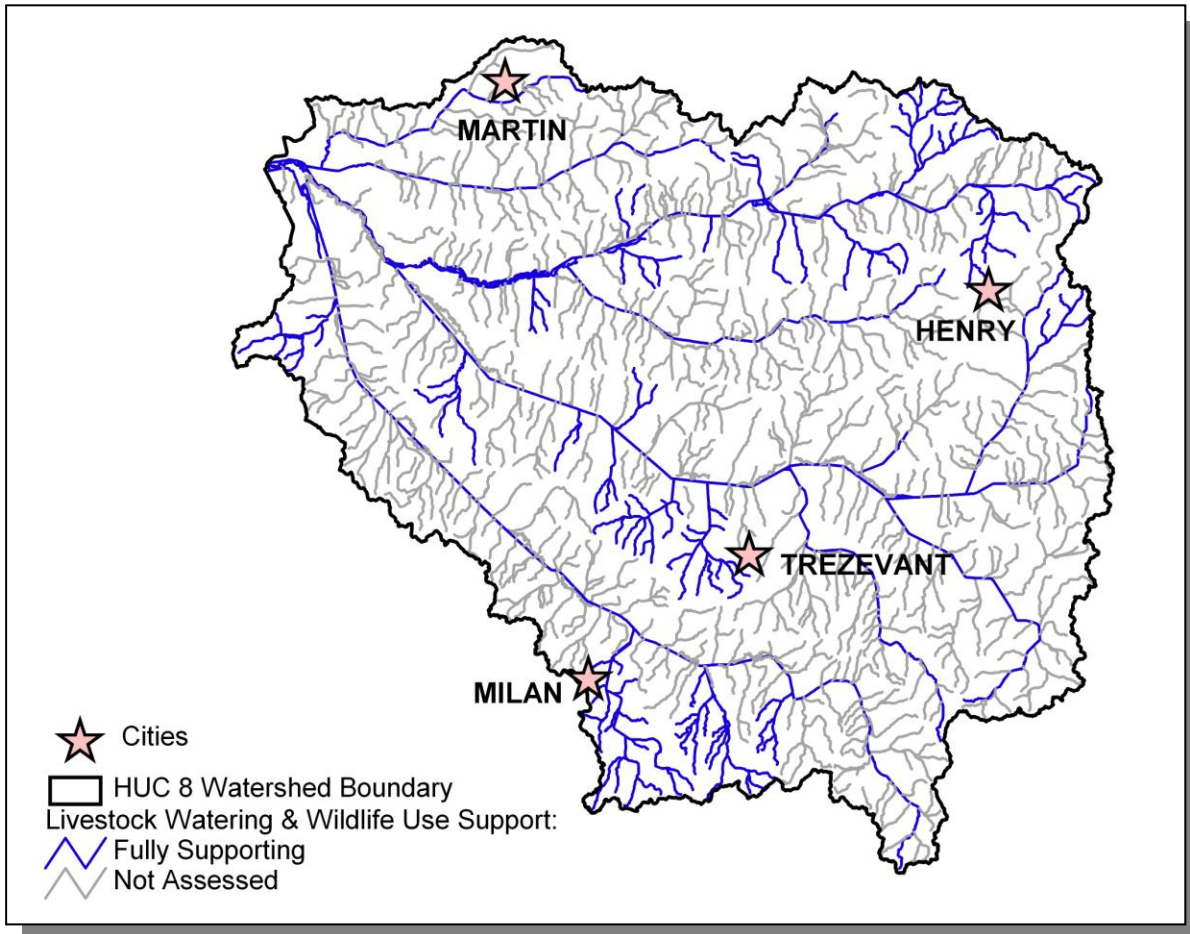 MARTIN
HENRY
TREZEVANT
MILAN
Cities
HUC 8 Watershed Boundary
Livestock Watering & Wildlife Use Support:
Fully Supporting
Not Assessed